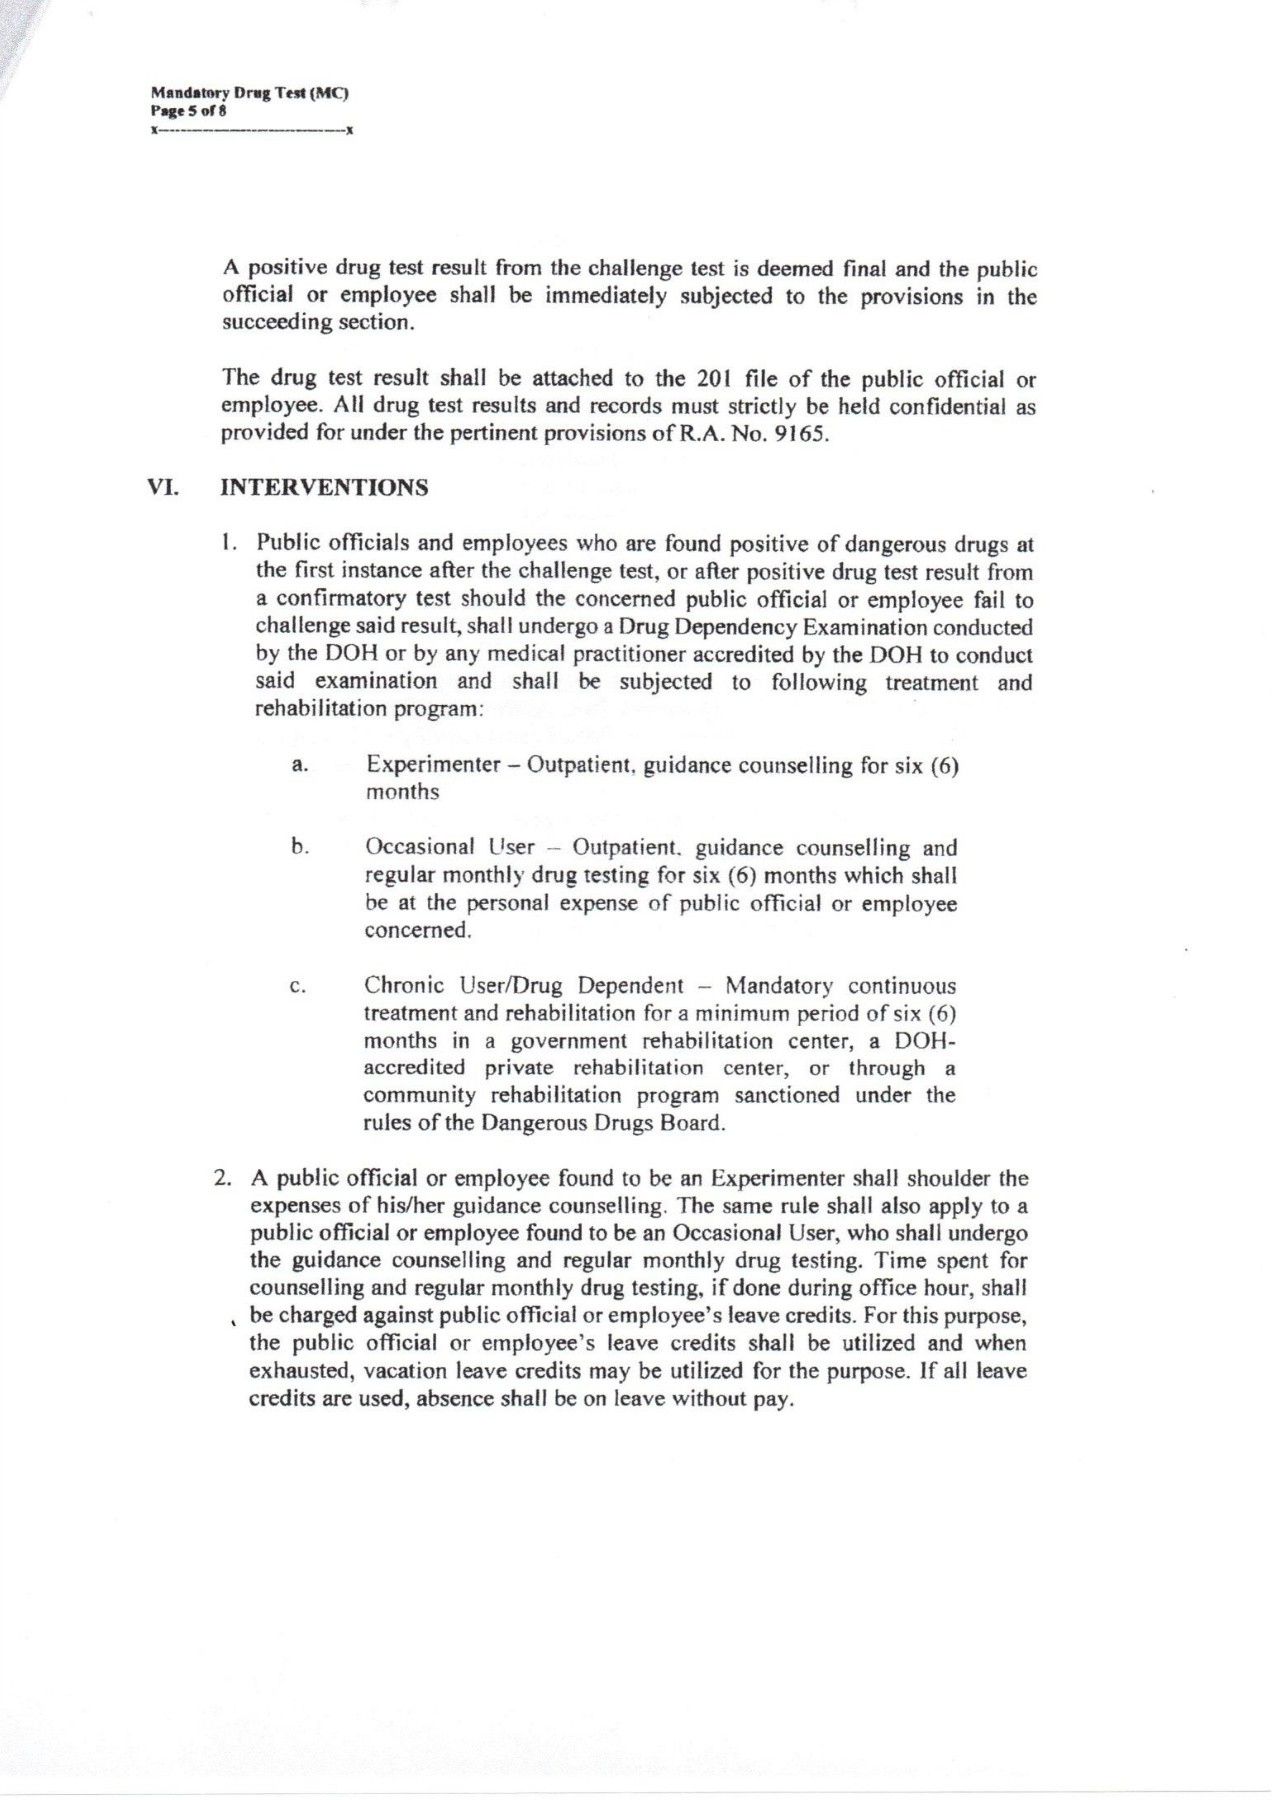 Mandatory Drug Test (MC)
Page 5 of 8
x-----------------------------x
A positive drug test result from the challenge test is deemed final and the public
official or employee shall be immediately subjected to the provisions in the
succeeding section.
The drug test result shall be attached to the 201 file of the public official or
employee. All drug test results and records must strictly be held confidential as
provided for under the pertinent provisions of R.A. No. 9165.
VI. INTERVENTIONS
1. Public officials and employees who are found positive of dangerous drugs at
the first instance after the challenge test, or after positive drug test result from
a confirmatory test should the concerned public official or employee fail to
challenge said result, shall undergo a Drug Dependency Examination conducted
by the DOH or by any medical practitioner accredited by the DOH to conduct
said examination and shall be subjected to following treatment and
rehabilitation program:
a. Experimenter – Outpatient, guidance counselling for six (6)
months
b. Occasional User – Outpatient, guidance counselling and
regular monthly drug testing for six (6) months which shall
be at the personal expense of public official or employee
concerned.
c. Chronic User/Drug Dependent – Mandatory continuous
treatment and rehabilitation for a minimum period of six (6)
months in a government rehabilitation center, a DOH-
accredited private rehabilitation center, or through a
community rehabilitation program sanctioned under the
rules of the Dangerous Drugs Board.
2. A public official or employee found to be an Experimenter shall shoulder the
expenses of his/her guidance counselling. The same rule shall also apply to a
public official or employee found to be an Occasional User, who shall undergo
the guidance counselling and regular monthly drug testing. Time spent for
counselling and regular monthly drug testing, if done during office hour, shall
be charged against public official or employee's leave credits. For this purpose,
the public official or employee's leave credits shall be utilized and when
exhausted, vacation leave credits may be utilized for the purpose. If all leave
credits are used, absence shall be on leave without pay.